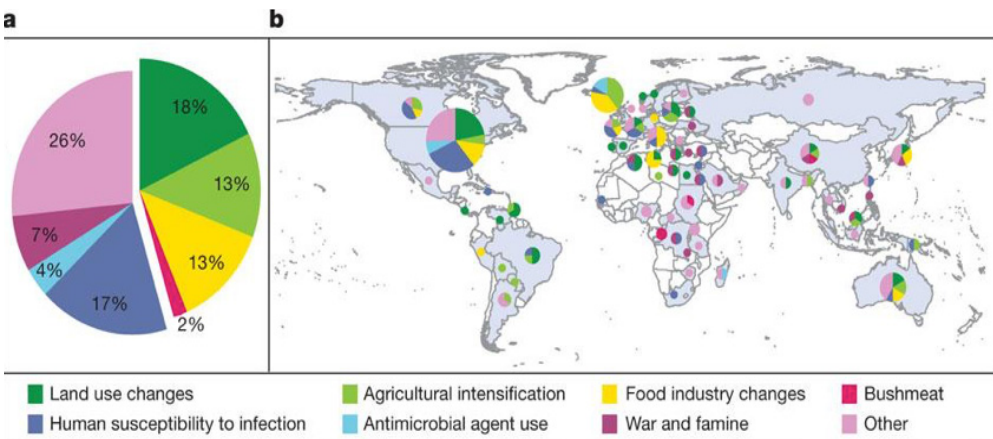 a
b
18%
13%
13%
2%
17%
4%
7%
26%
Land use changes
Agricultural intensification
Food industry changes
Bushmeat
Human susceptibility to infection
Antimicrobial agent use
War and famine
Other